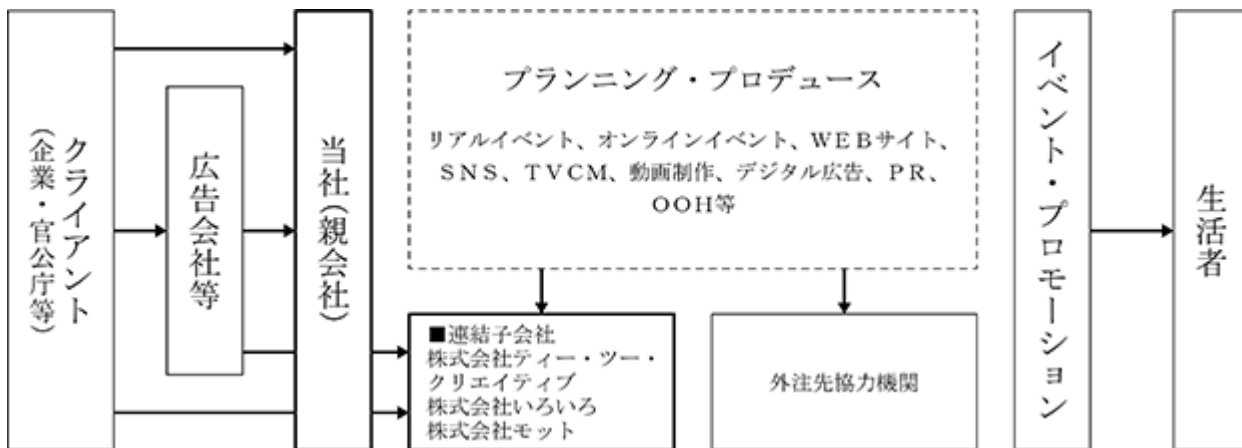 クライアント
(企業・官公庁等)
広告会社等
当社(親会社)
プランニング・プロデュース
リアルイベント、オンラインイベント、WEBサイト、
SNS、TVCM、動画制作、デジタル広告、PR、
OOH等
■連結子会社
株式会社ティー・ツー・
クリエイティブ
株式会社いろいろ
株式会社モット
外注先協力機関
イベント・プロモーション
生活者